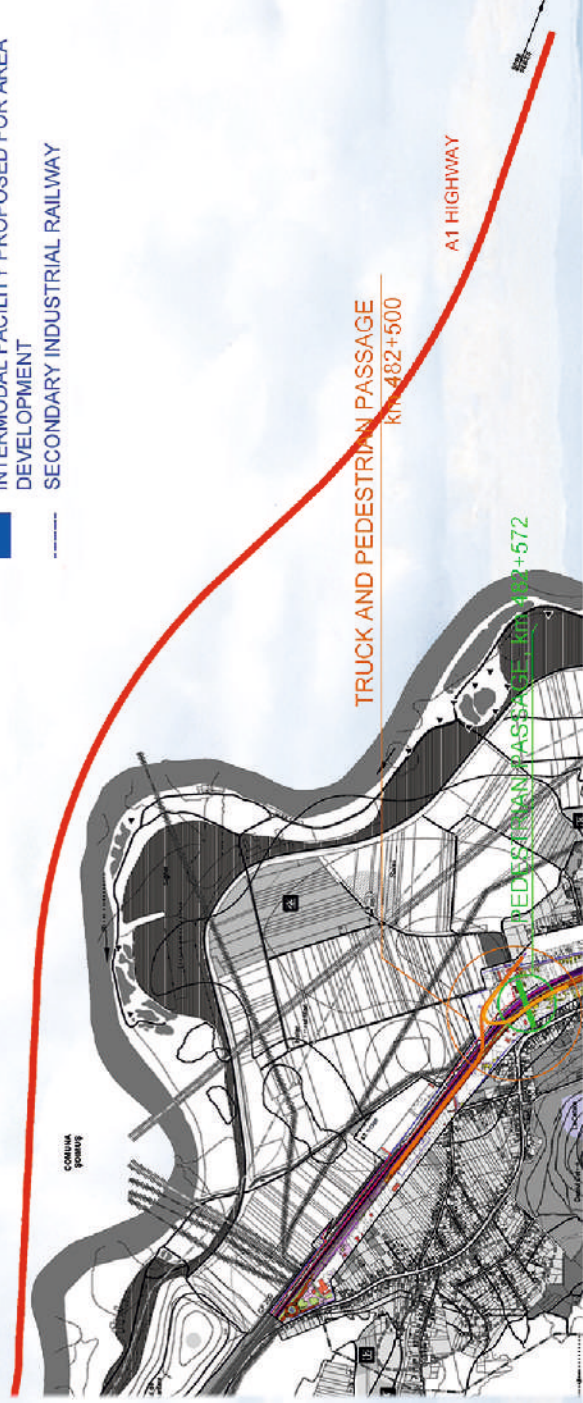 INTERMODAL FACILITY PROPOSED FOR AREA
DEVELOPMENT
SECONDARY INDUSTRIAL RAILWAY
A1 HIGHWAY
TRUCK AND PEDESTRIAN PASSAGE
km 482+500
PEDESTRIAN PASSAGE, km 482+572
COMUNA
ŞOIMUŞ